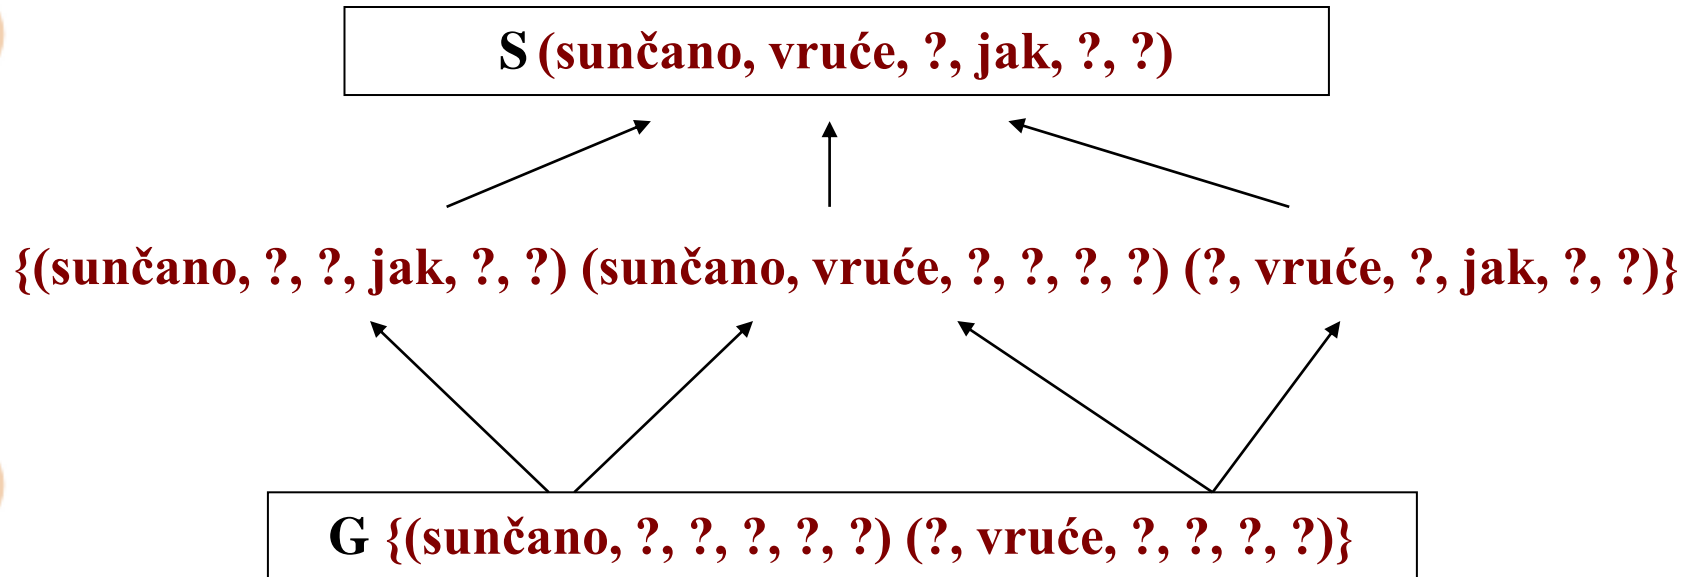 S (sunčano, vruće, ?, jak, ?, ?)
{(sunčano, ?, ?, jak, ?, ?) (sunčano, vruće, ?, ?, ?, ?) (?, vruće, ?, jak, ?, ?)}
G {(sunčano, ?, ?, ?, ?, ?) (?, vruće, ?, ?, ?, ?)}